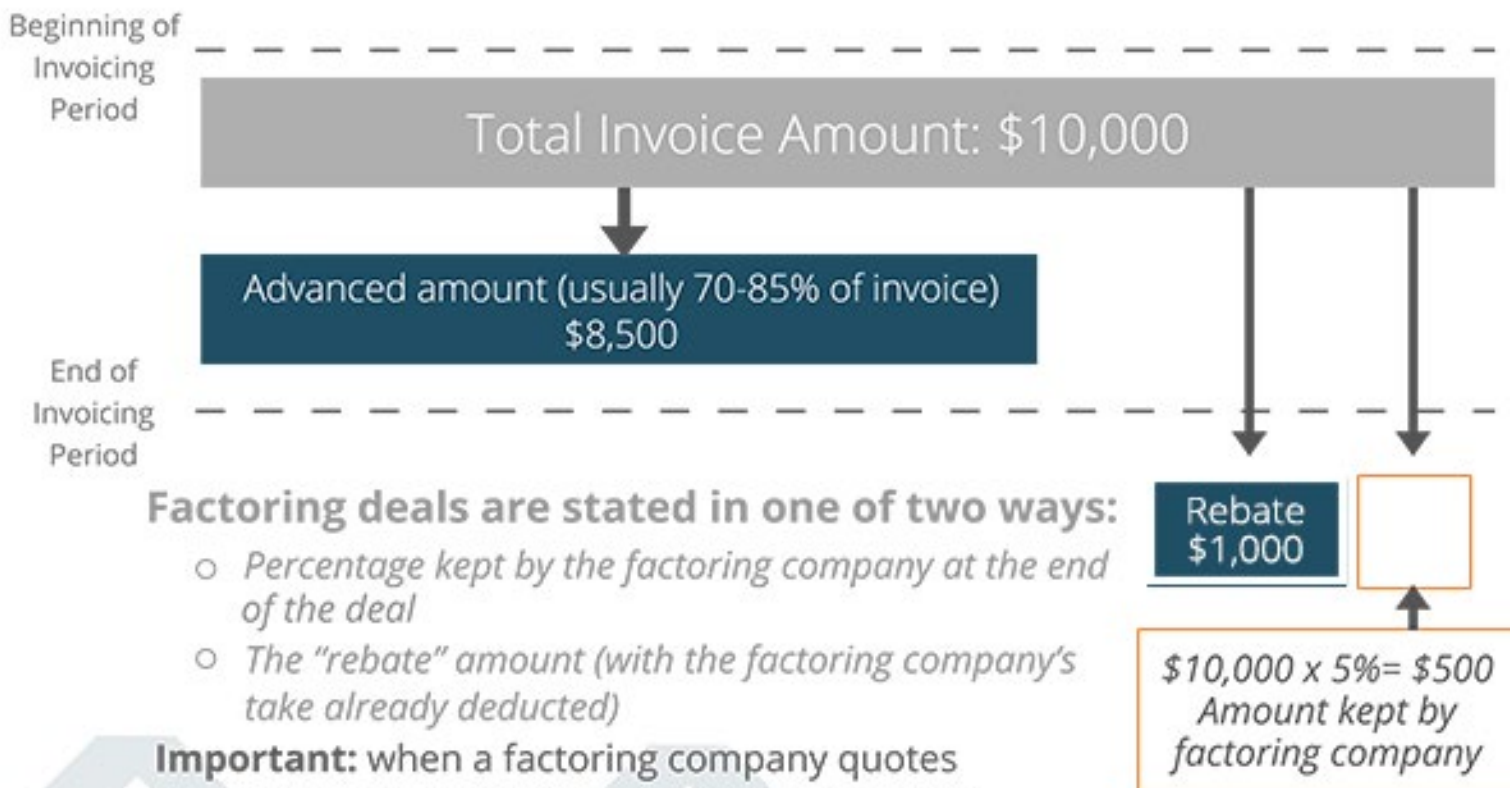 Beginning of
Invoicing
Period
Total Invoice Amount: $10,000
Advanced amount (usually 70-85% of invoice)
$8,500
End of
Invoicing
Period
Factoring deals are stated in one of two ways:
Percentage kept by the factoring company at the end
of the deal
The “rebate” amount (with the factoring company’s
take already deducted)
Important: when a factoring company quotes
Rebate
$1,000
$10,000 x 5%= $500
Amount kept by
factoring company